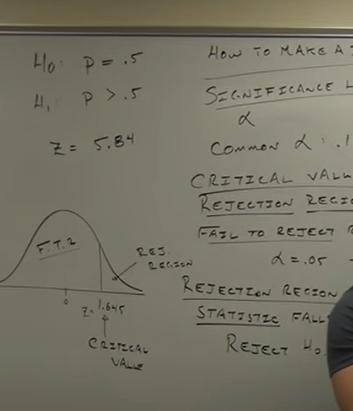 H₀: P = .5
H₁: P > .5
Z = 5.84
F.T.R
REJ.
REGION
0
Z = 1.645
CRITICAL
VALUE
HOW TO MAKE A
SIGNIFICANCE
α
COMMON α : .1
CRITICAL VALU
REJECTION REGIO
FAIL TO REJECT
α = .05
REJECTION REGION
STATISTIC FALL
REJECT H₀